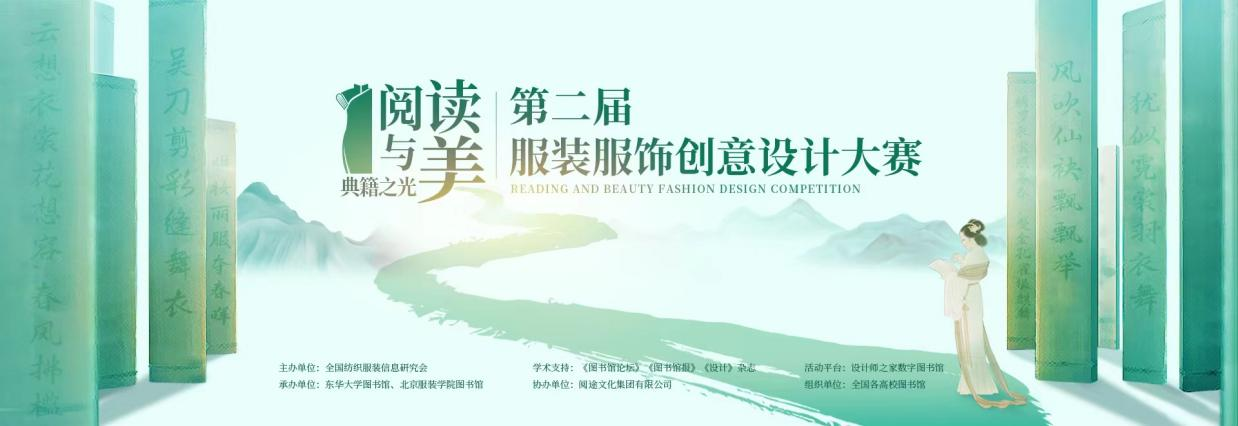 云想衣裳花想容春风拂槛
吴刀剪彩缝舞衣
妆丽服夺春晖
阅读
与美
典籍之光
第二届
服装服饰创意设计大赛
READING AND BEAUTY FASHION DESIGN COMPETITION
风吹仙袂飘飘举
犹似霓裳羽衣舞
主办单位：全国纺织服装信息研究会
承办单位：东华大学图书馆、北京服装学院图书馆
学术支持：《图书馆论坛》《图书馆报》《设计》杂志
协办单位：阅途文化集团有限公司
活动平台：设计师之家数字图书馆
组织单位：全国各高校图书馆